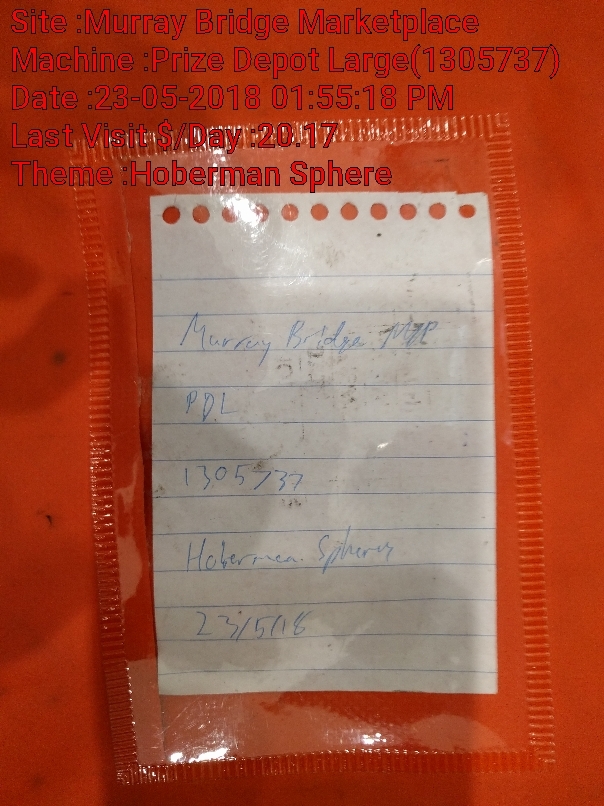 Site :Murray Bridge Marketplace
Machine :Prize Depot Large(1305737)
Date :23-05-2018 01:55:18 PM
Last Visit $/Day :20.17
Theme :Hoberman Sphere
Murray Bridge MP
PDL
1305737
Hoberman Spheres
23/5/18